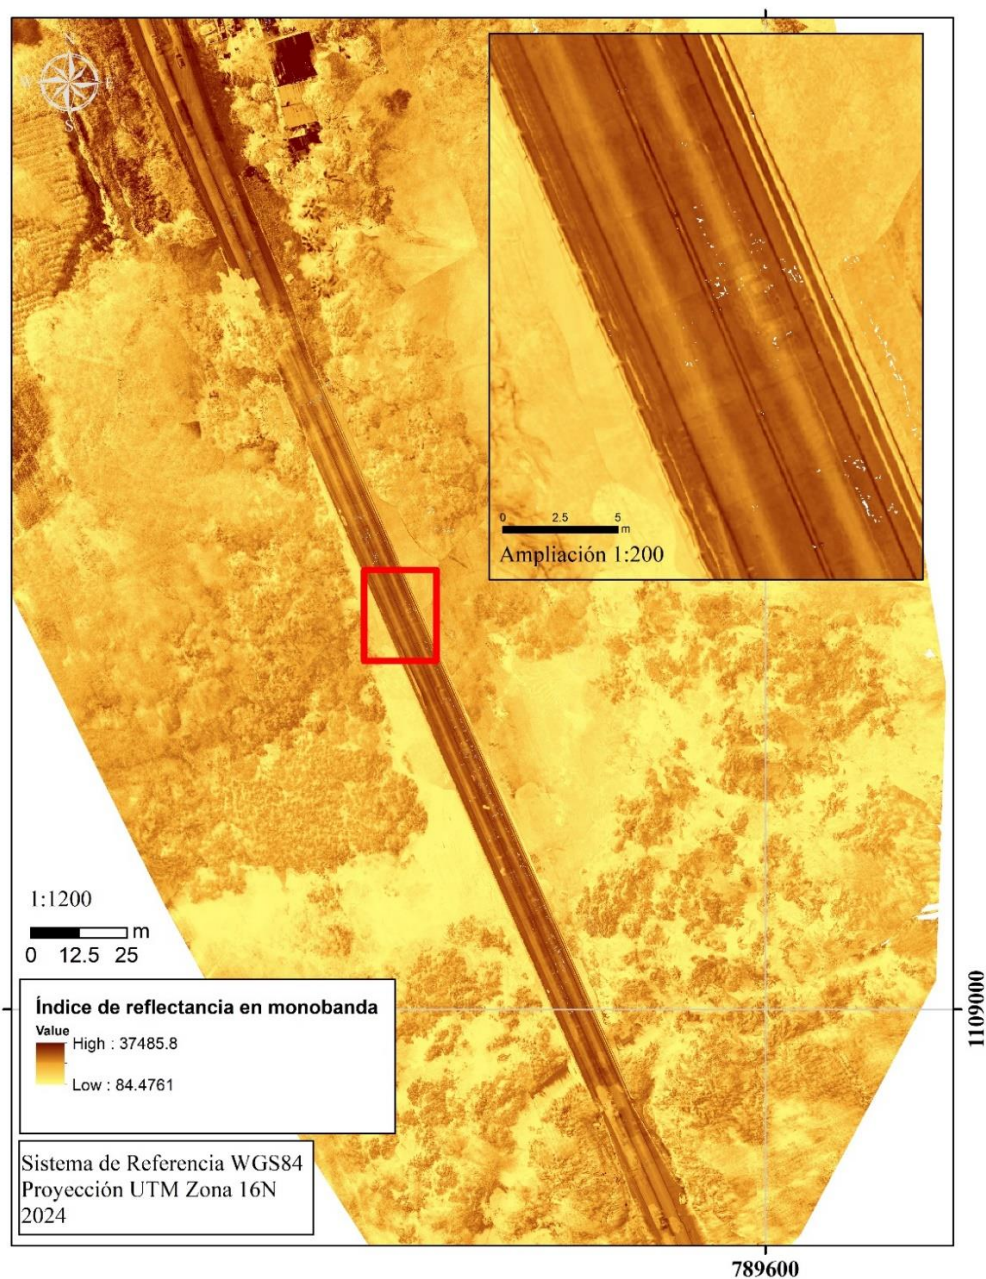 N
W E
S
0 2.5 5
m
Ampliación 1:200
1:1200
m
0 12.5 25
Índice de reflectancia en monobanda
Value
High : 37485.8
Low : 84.4761
Sistema de Referencia WGS84
Proyección UTM Zona 16N
2024
1109000
789600